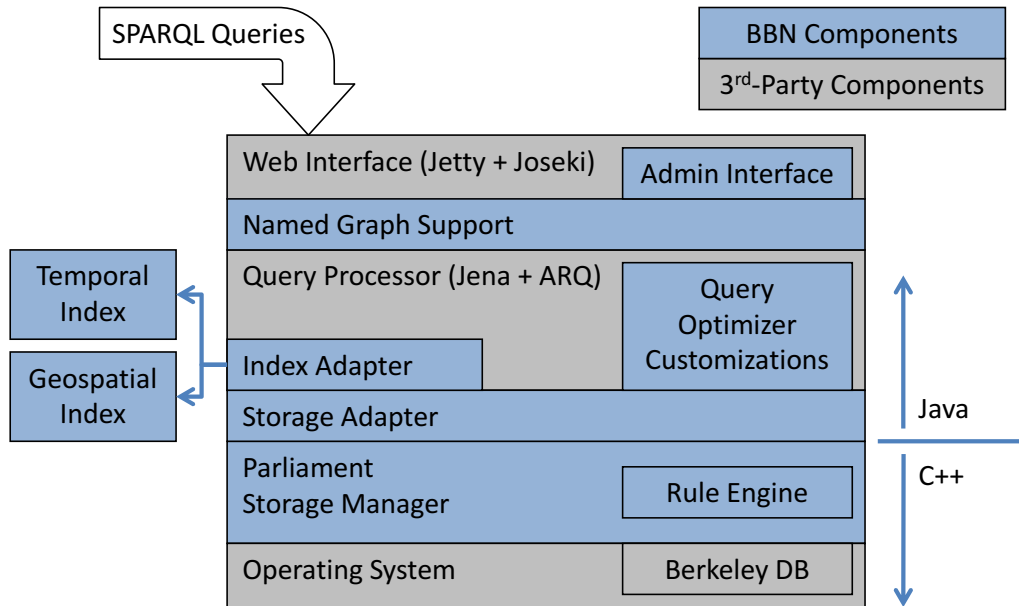 SPARQL Queries
BBN Components
3rd-Party Components
Web Interface (Jetty + Joseki)
Admin Interface
Named Graph Support
Temporal
Index
Geospatial
Index
Query Processor (Jena + ARQ)
Query
Optimizer
Customizations
Index Adapter
Storage Adapter
Java
C++
Parliament
Storage Manager
Rule Engine
Operating System
Berkeley DB